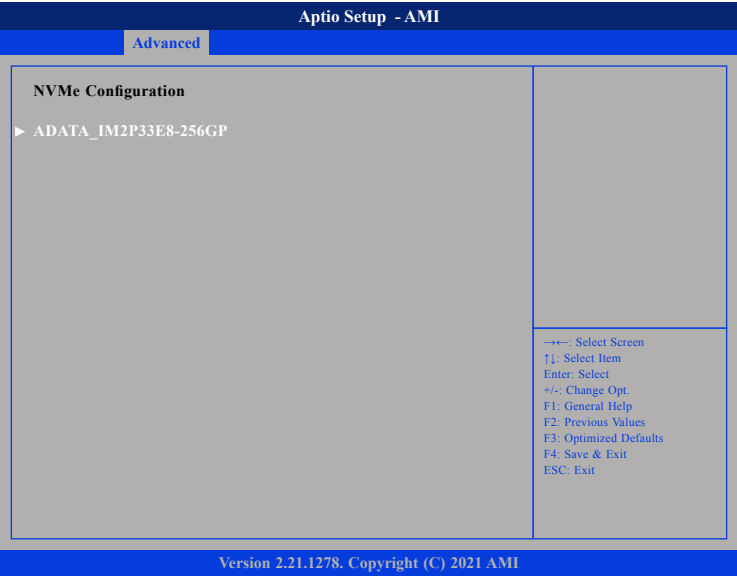 Aptio Setup - AMI
Advanced
NVMe Configuration
► ADATA_IM2P33E8-256GP
→←: Select Screen
↑↓: Select Item
Enter: Select
+/-: Change Opt.
F1: General Help
F2: Previous Values
F3: Optimized Defaults
F4: Save & Exit
ESC: Exit
Version 2.21.1278. Copyright (C) 2021 AMI